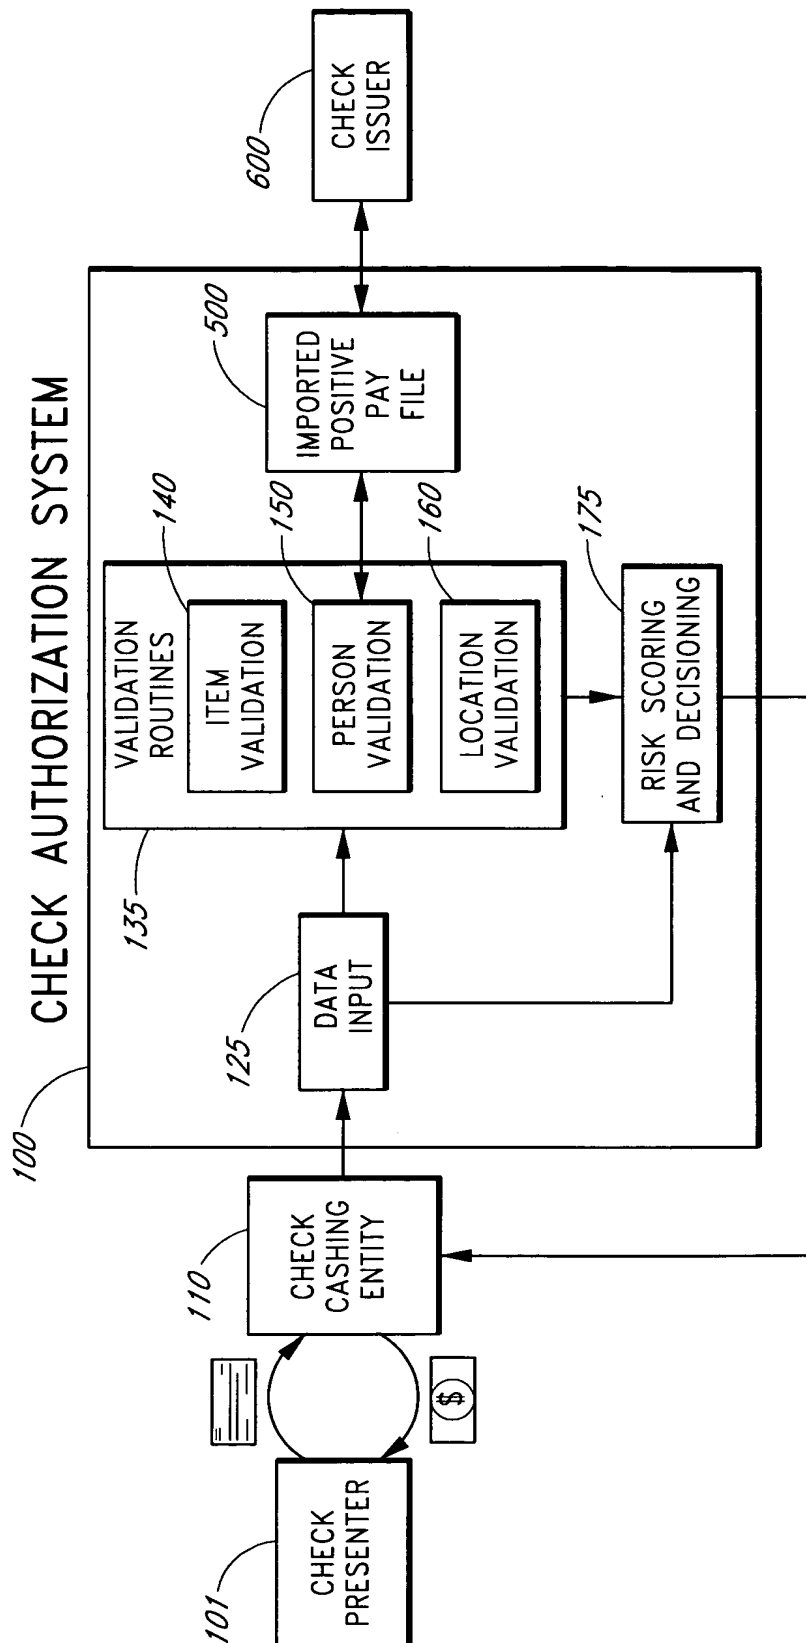 CHECK AUTHORIZATION SYSTEM
100
101
CHECK
PRESENTER
$
110
CHECK
CASHING
ENTITY
125
DATA
INPUT
135
VALIDATION
ROUTINES
140
ITEM
VALIDATION
150
PERSON
VALIDATION
160
LOCATION
VALIDATION
175
RISK SCORING
AND DECISIONING
500
IMPORTED
POSITIVE
PAY
FILE
600
CHECK
ISSUER